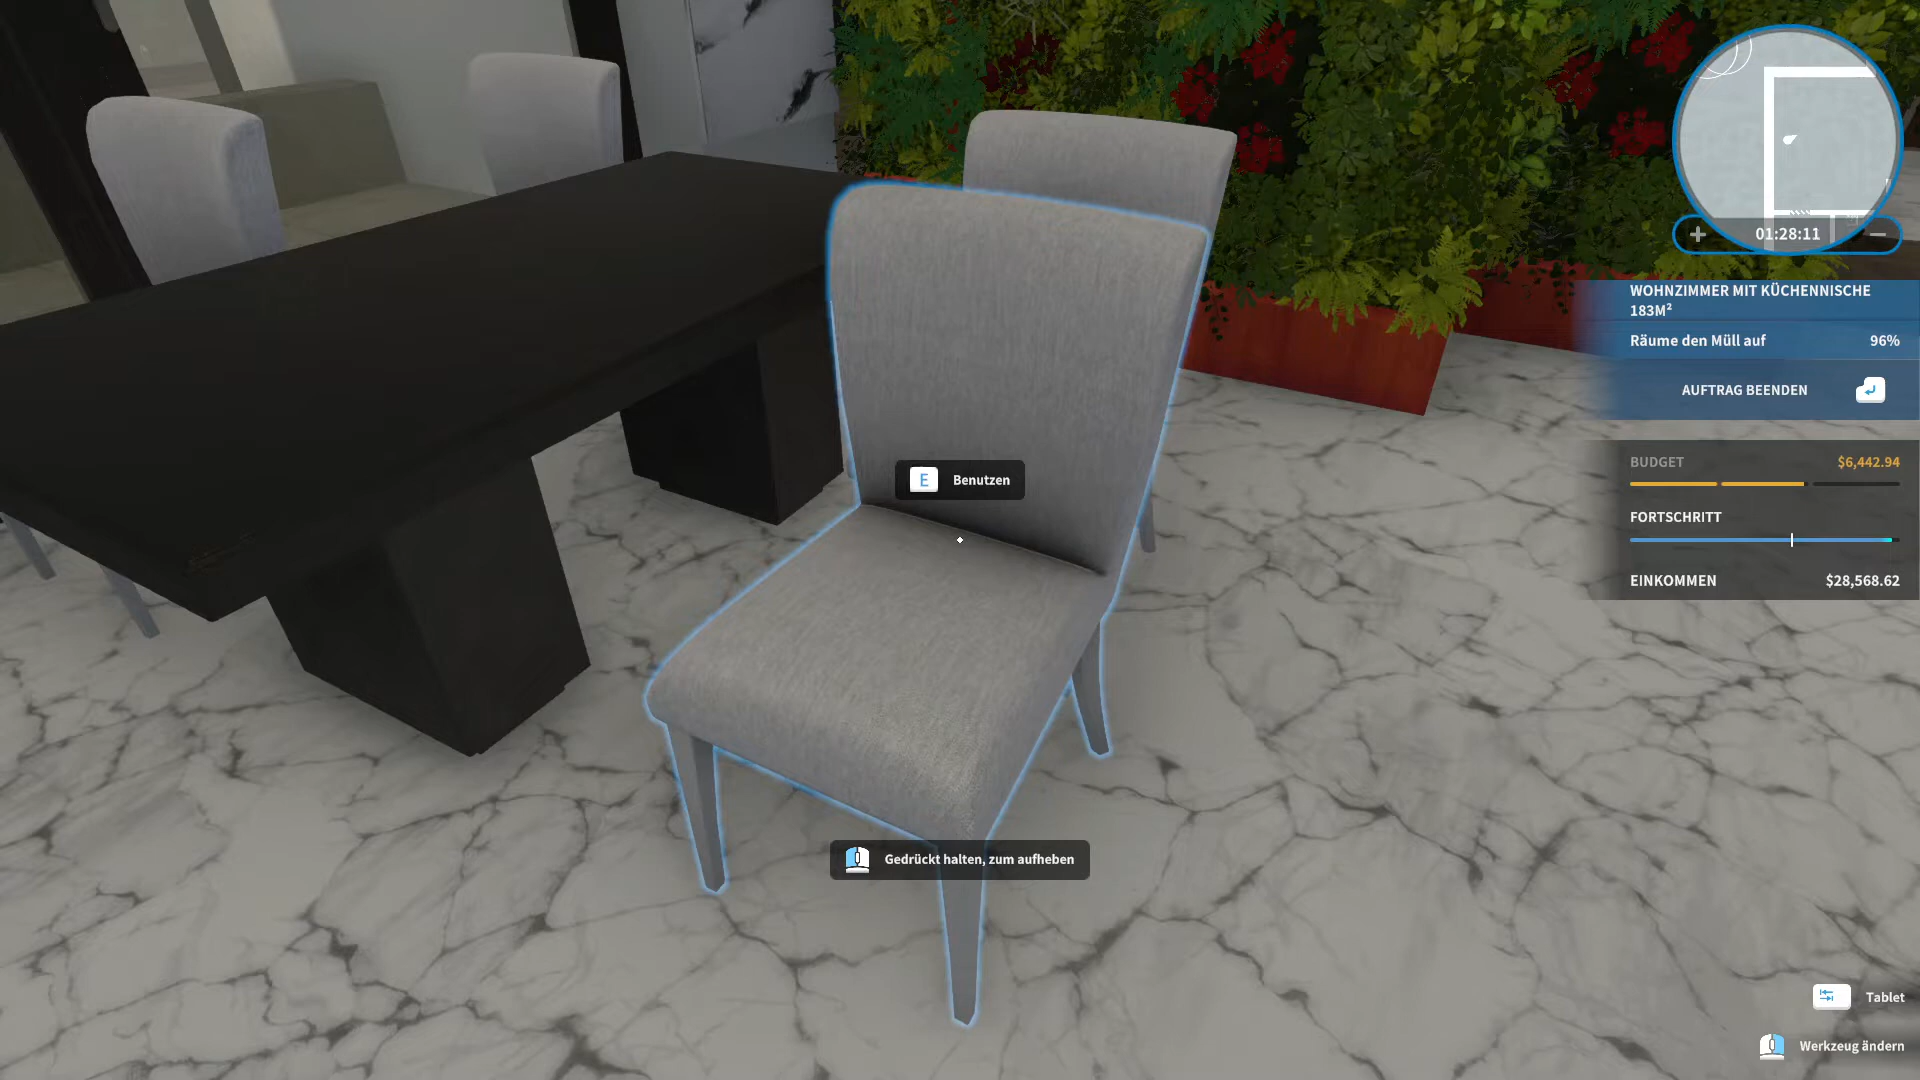 01:28:11
WOHNZIMMER MIT KÜCHENNISCHE
183M²
Räume den Müll auf 96%
AUFTRAG BEENDEN
E Benutzen
BUDGET $6,442.94
FORTSCHRITT
EINKOMMEN $28,568.62
Gedrückt halten, zum aufheben
Tablet
Werkzeug ändern